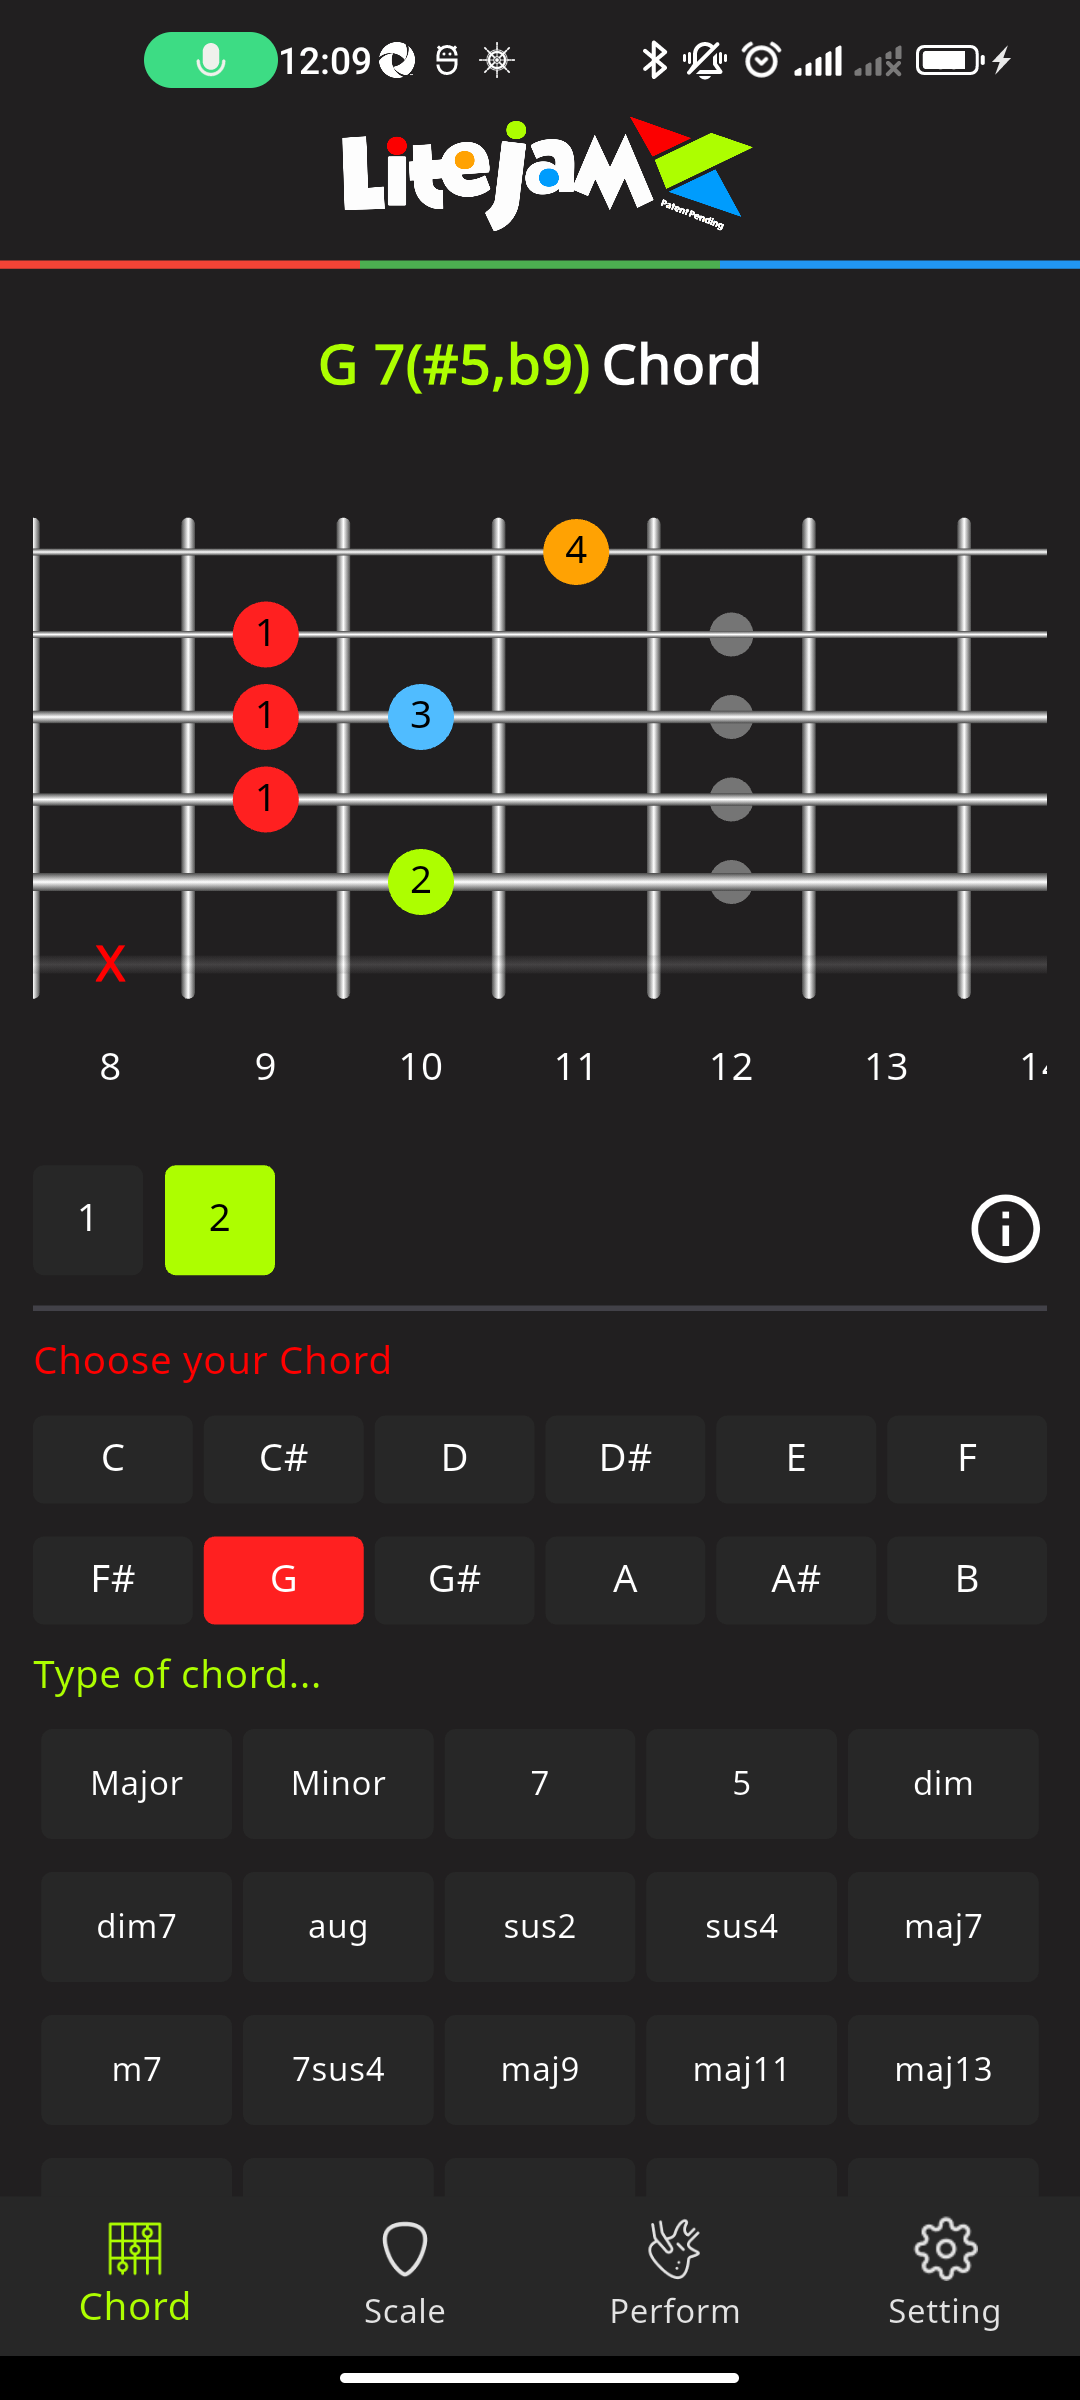 12:09
Litejam
Patent Pending
G 7(#5,b9) Chord
4
1
1 3
1
2
X
8 9 10 11 12 13 14
1 2
Choose your Chord
C C# D D# E F
F# G G# A A# B
Type of chord...
Major Minor 7 5 dim
dim7 aug sus2 sus4 maj7
m7 7sus4 maj9 maj11 maj13
Chord Scale Perform Setting